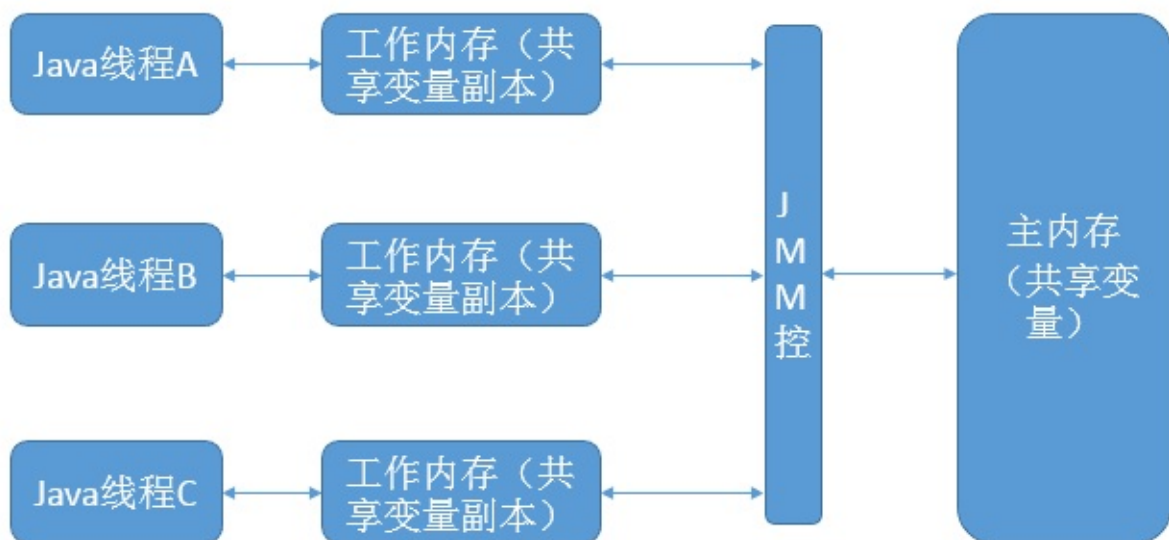 Java线程A
工作内存（共
享变量副本）
Java线程B
工作内存（共
享变量副本）
Java线程C
工作内存（共
享变量副本）
J
M
M
控
主内存
（共享变
量）